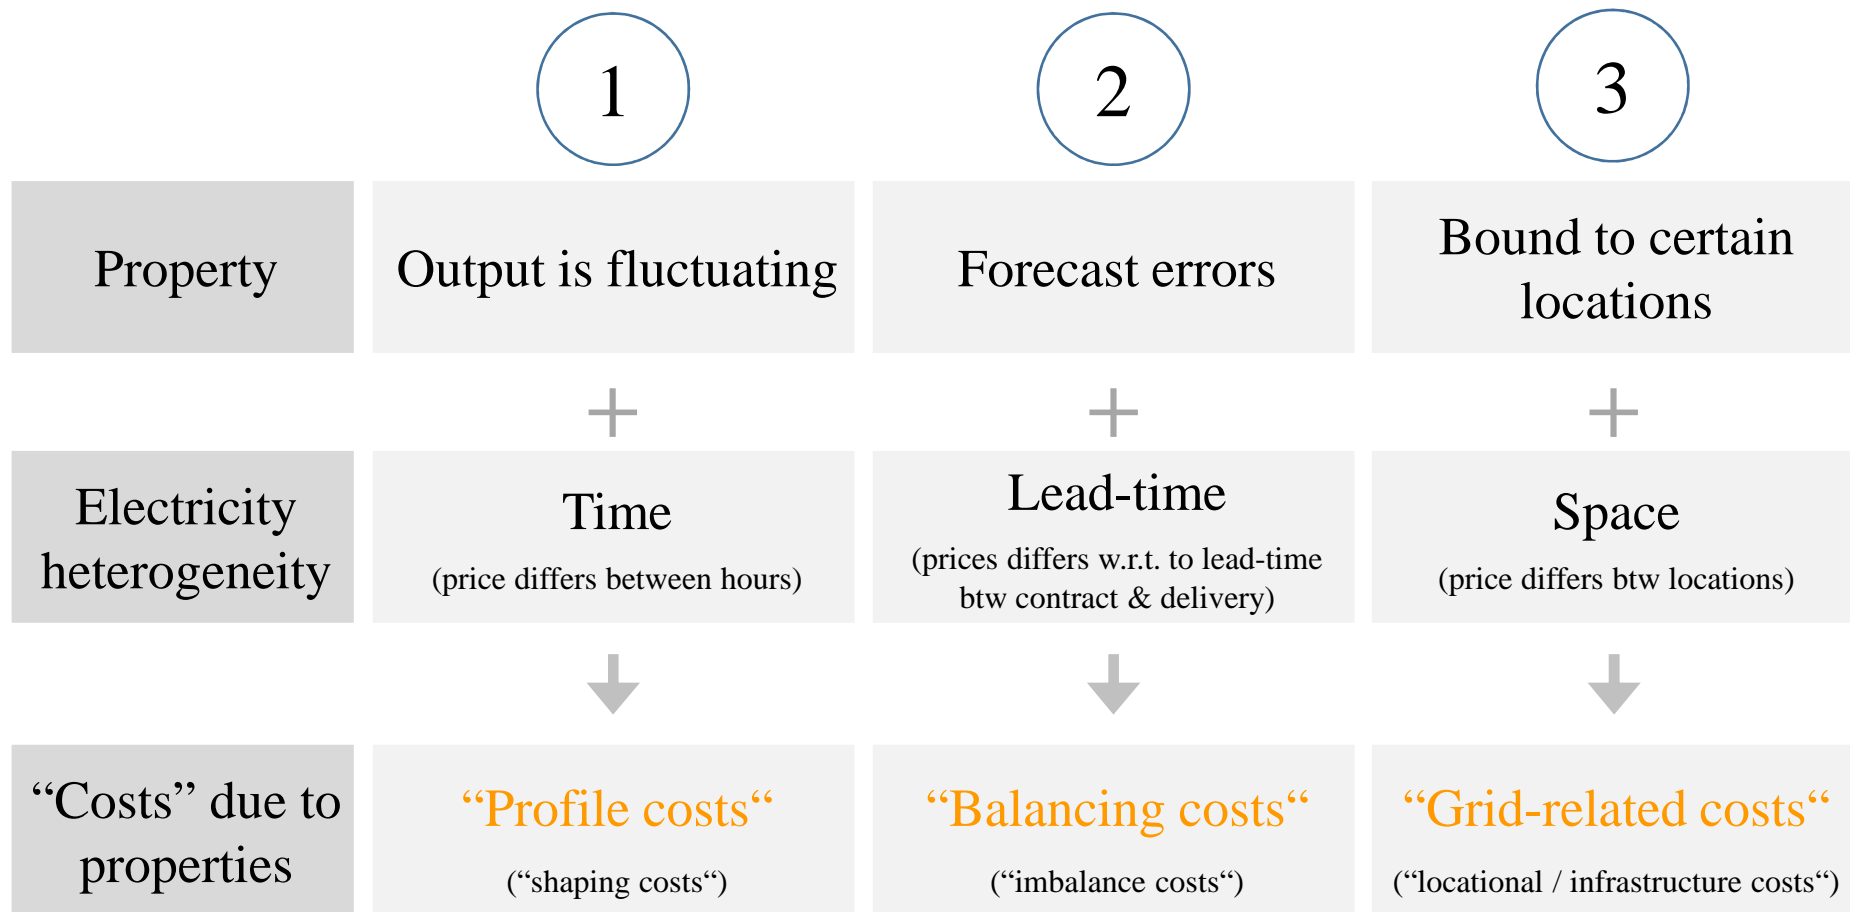 1
2
3
Property
Output is fluctuating
Forecast errors
Bound to certain
locations
+
+
+
Electricity
heterogeneity
Time
(price differs between hours)
Lead-time
(prices differs w.r.t. to lead-time
btw contract & delivery)
Space
(price differs btw locations)
“Costs” due to
properties
“Profile costs“
(“shaping costs“)
“Balancing costs“
(“imbalance costs“)
“Grid-related costs“
(“locational / infrastructure costs“)